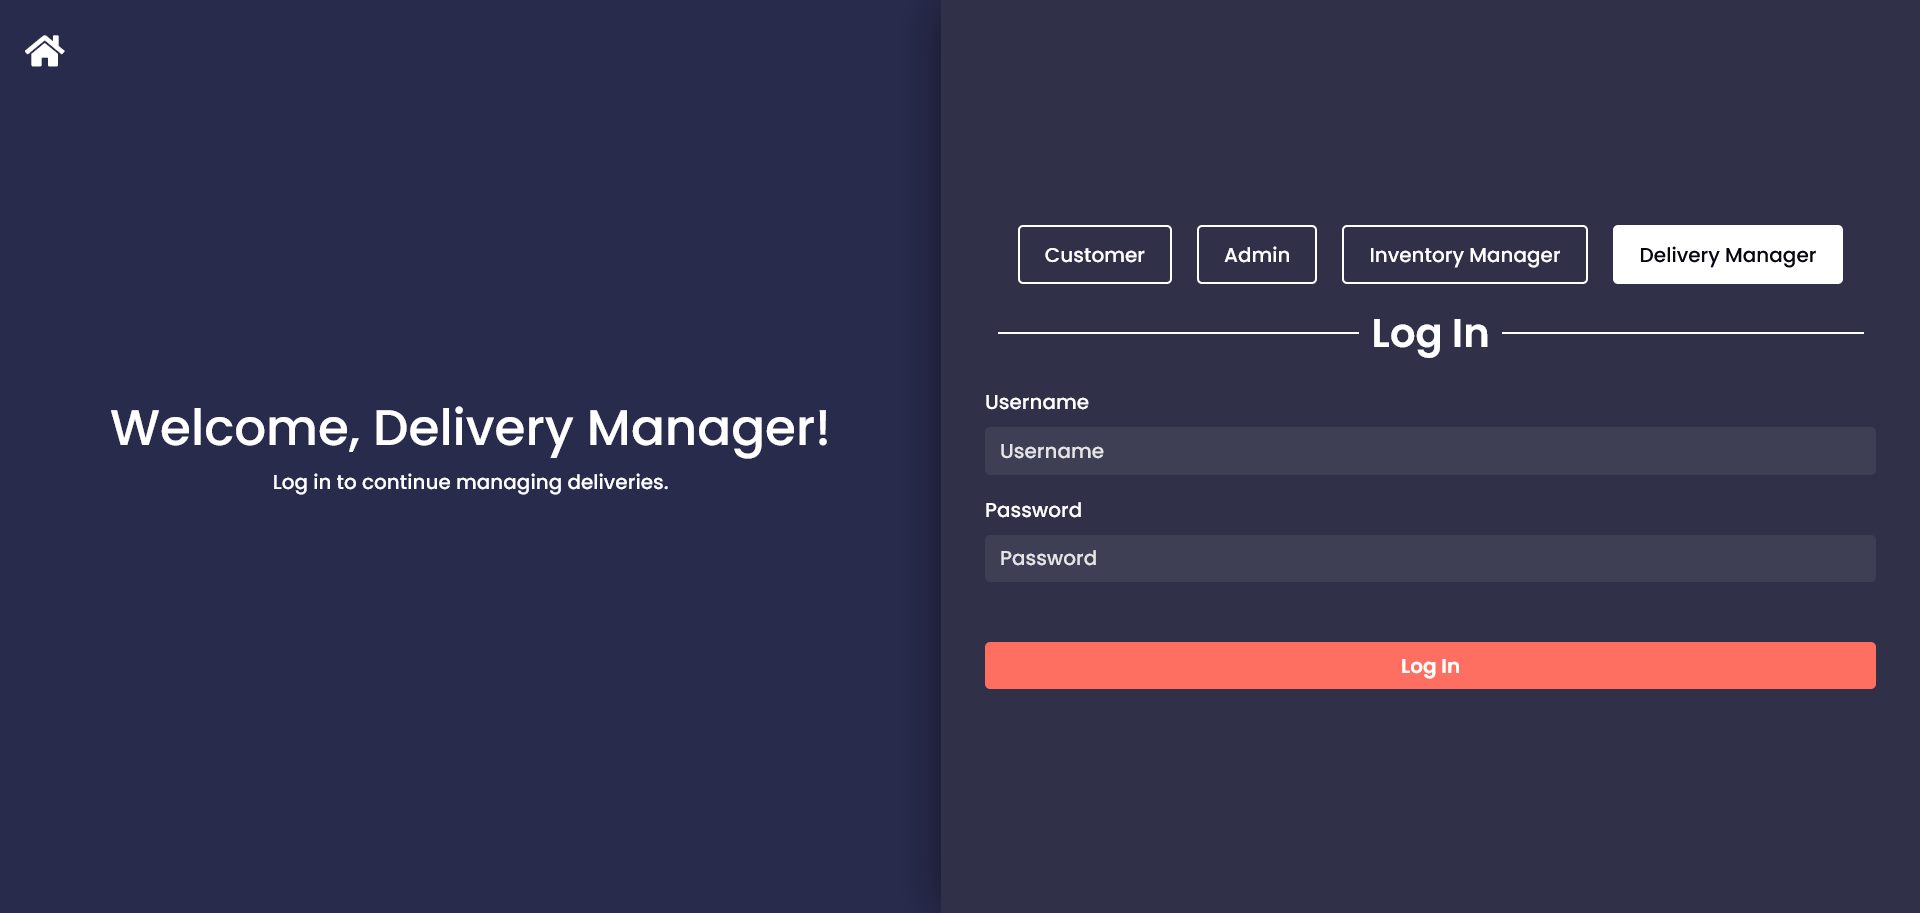 Welcome, Delivery Manager!
Log in to continue managing deliveries.
Customer
Admin
Inventory Manager
Delivery Manager
Log In
Username
Username
Password
Password
Log In